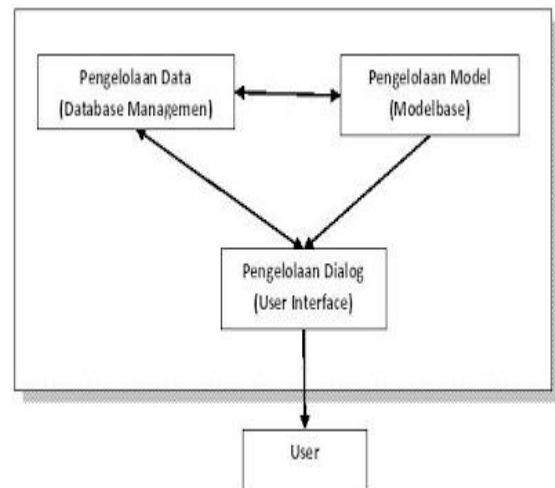 Pengelolaan Data
(Database Managemen)
Pengelolaan Model
(Modelbase)
Pengelolaan Dialog
(User Interface)
User